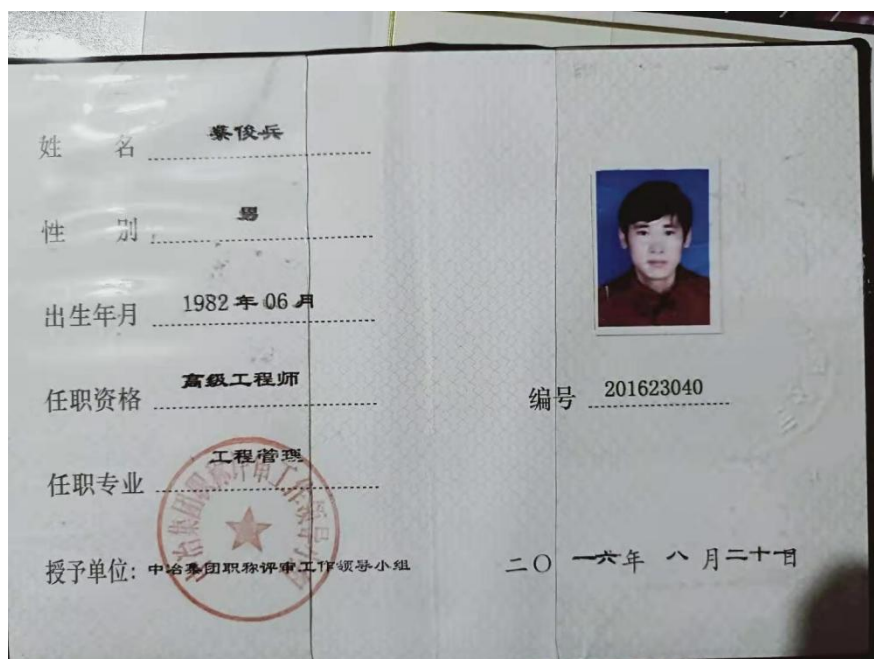 姓 名 蔡俊兵
性 别 男
出生年月 1982年06月
任职资格 高级工程师
任职专业 工程管理
授予单位：中冶集团职称评审工作领导小组
编号 201623040
二〇一六年八月二十一日